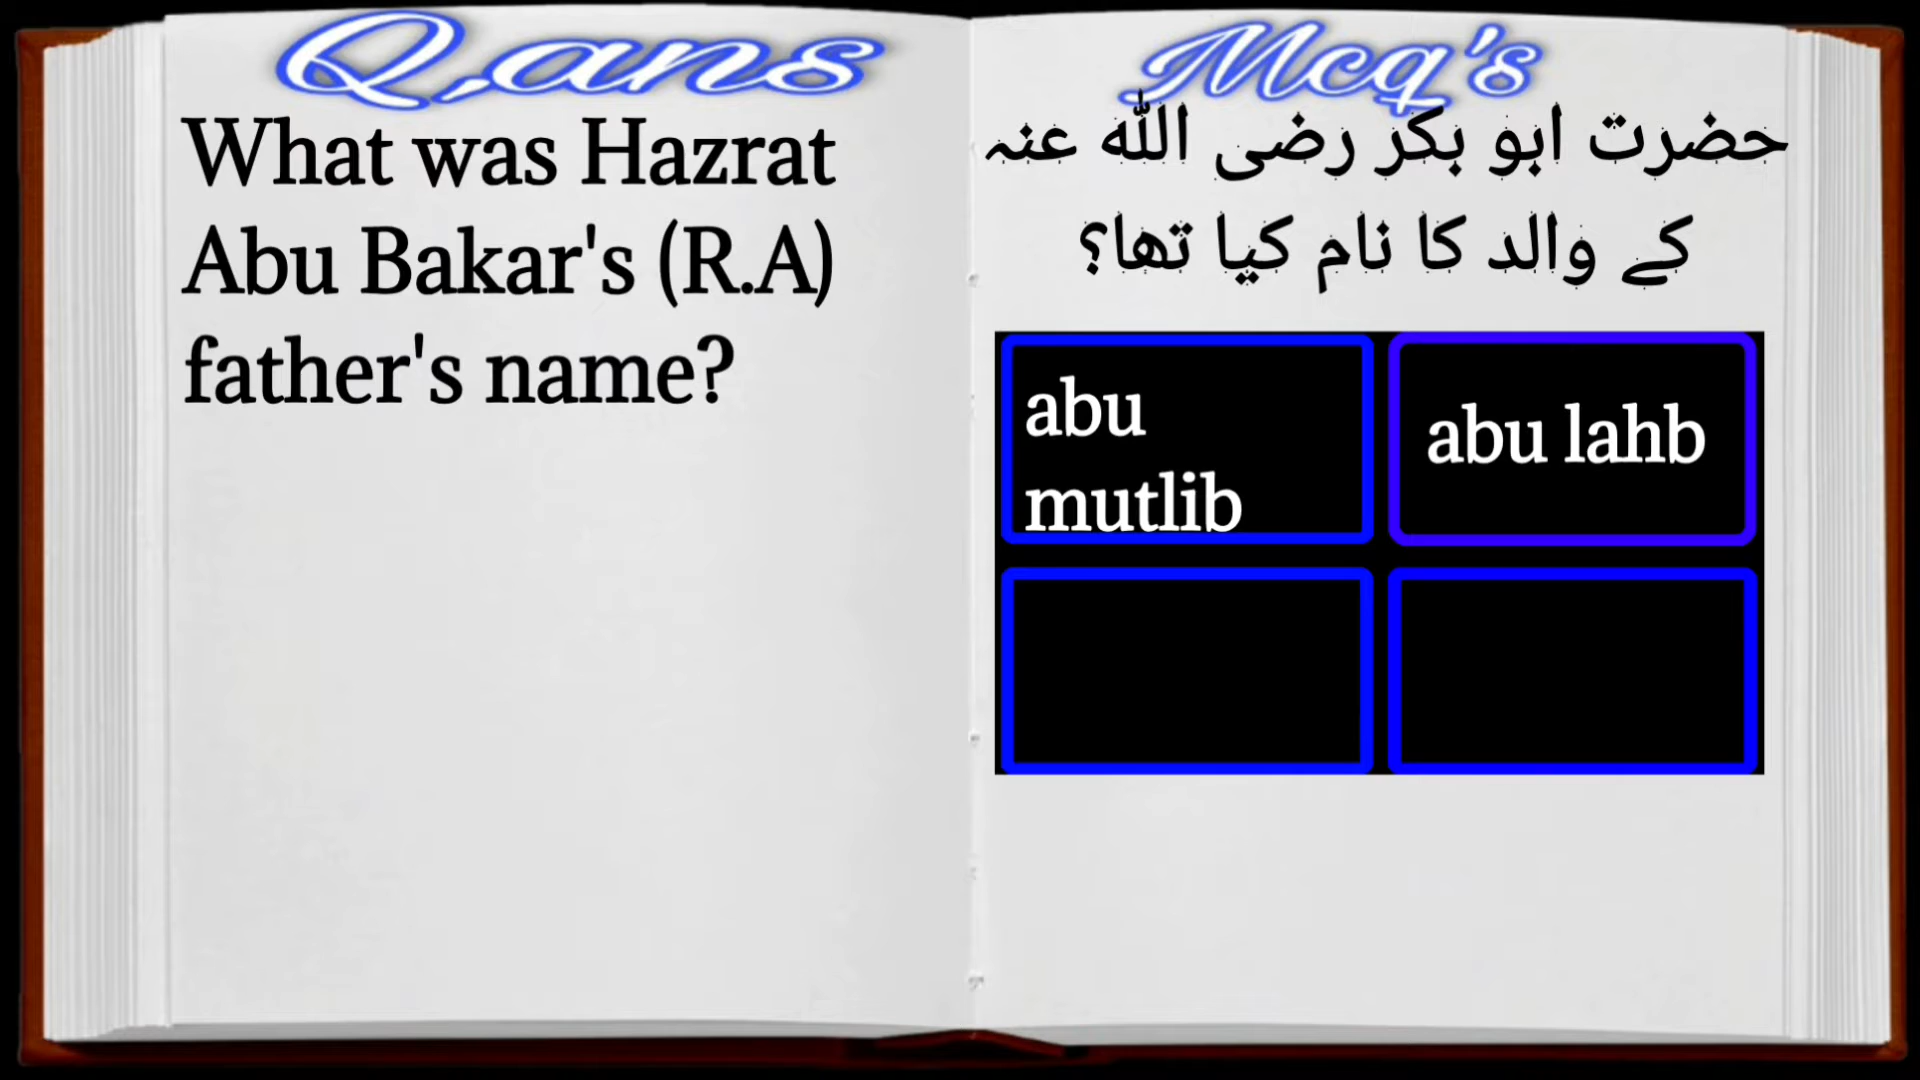 Q,ans
What was Hazrat
Abu Bakar's (R.A)
father's name?
Mcq's
حضرت ابو بکر رضی اللہ عنہ
کے والد کا نام کیا تھا؟
abu
mutlib
abu lahb